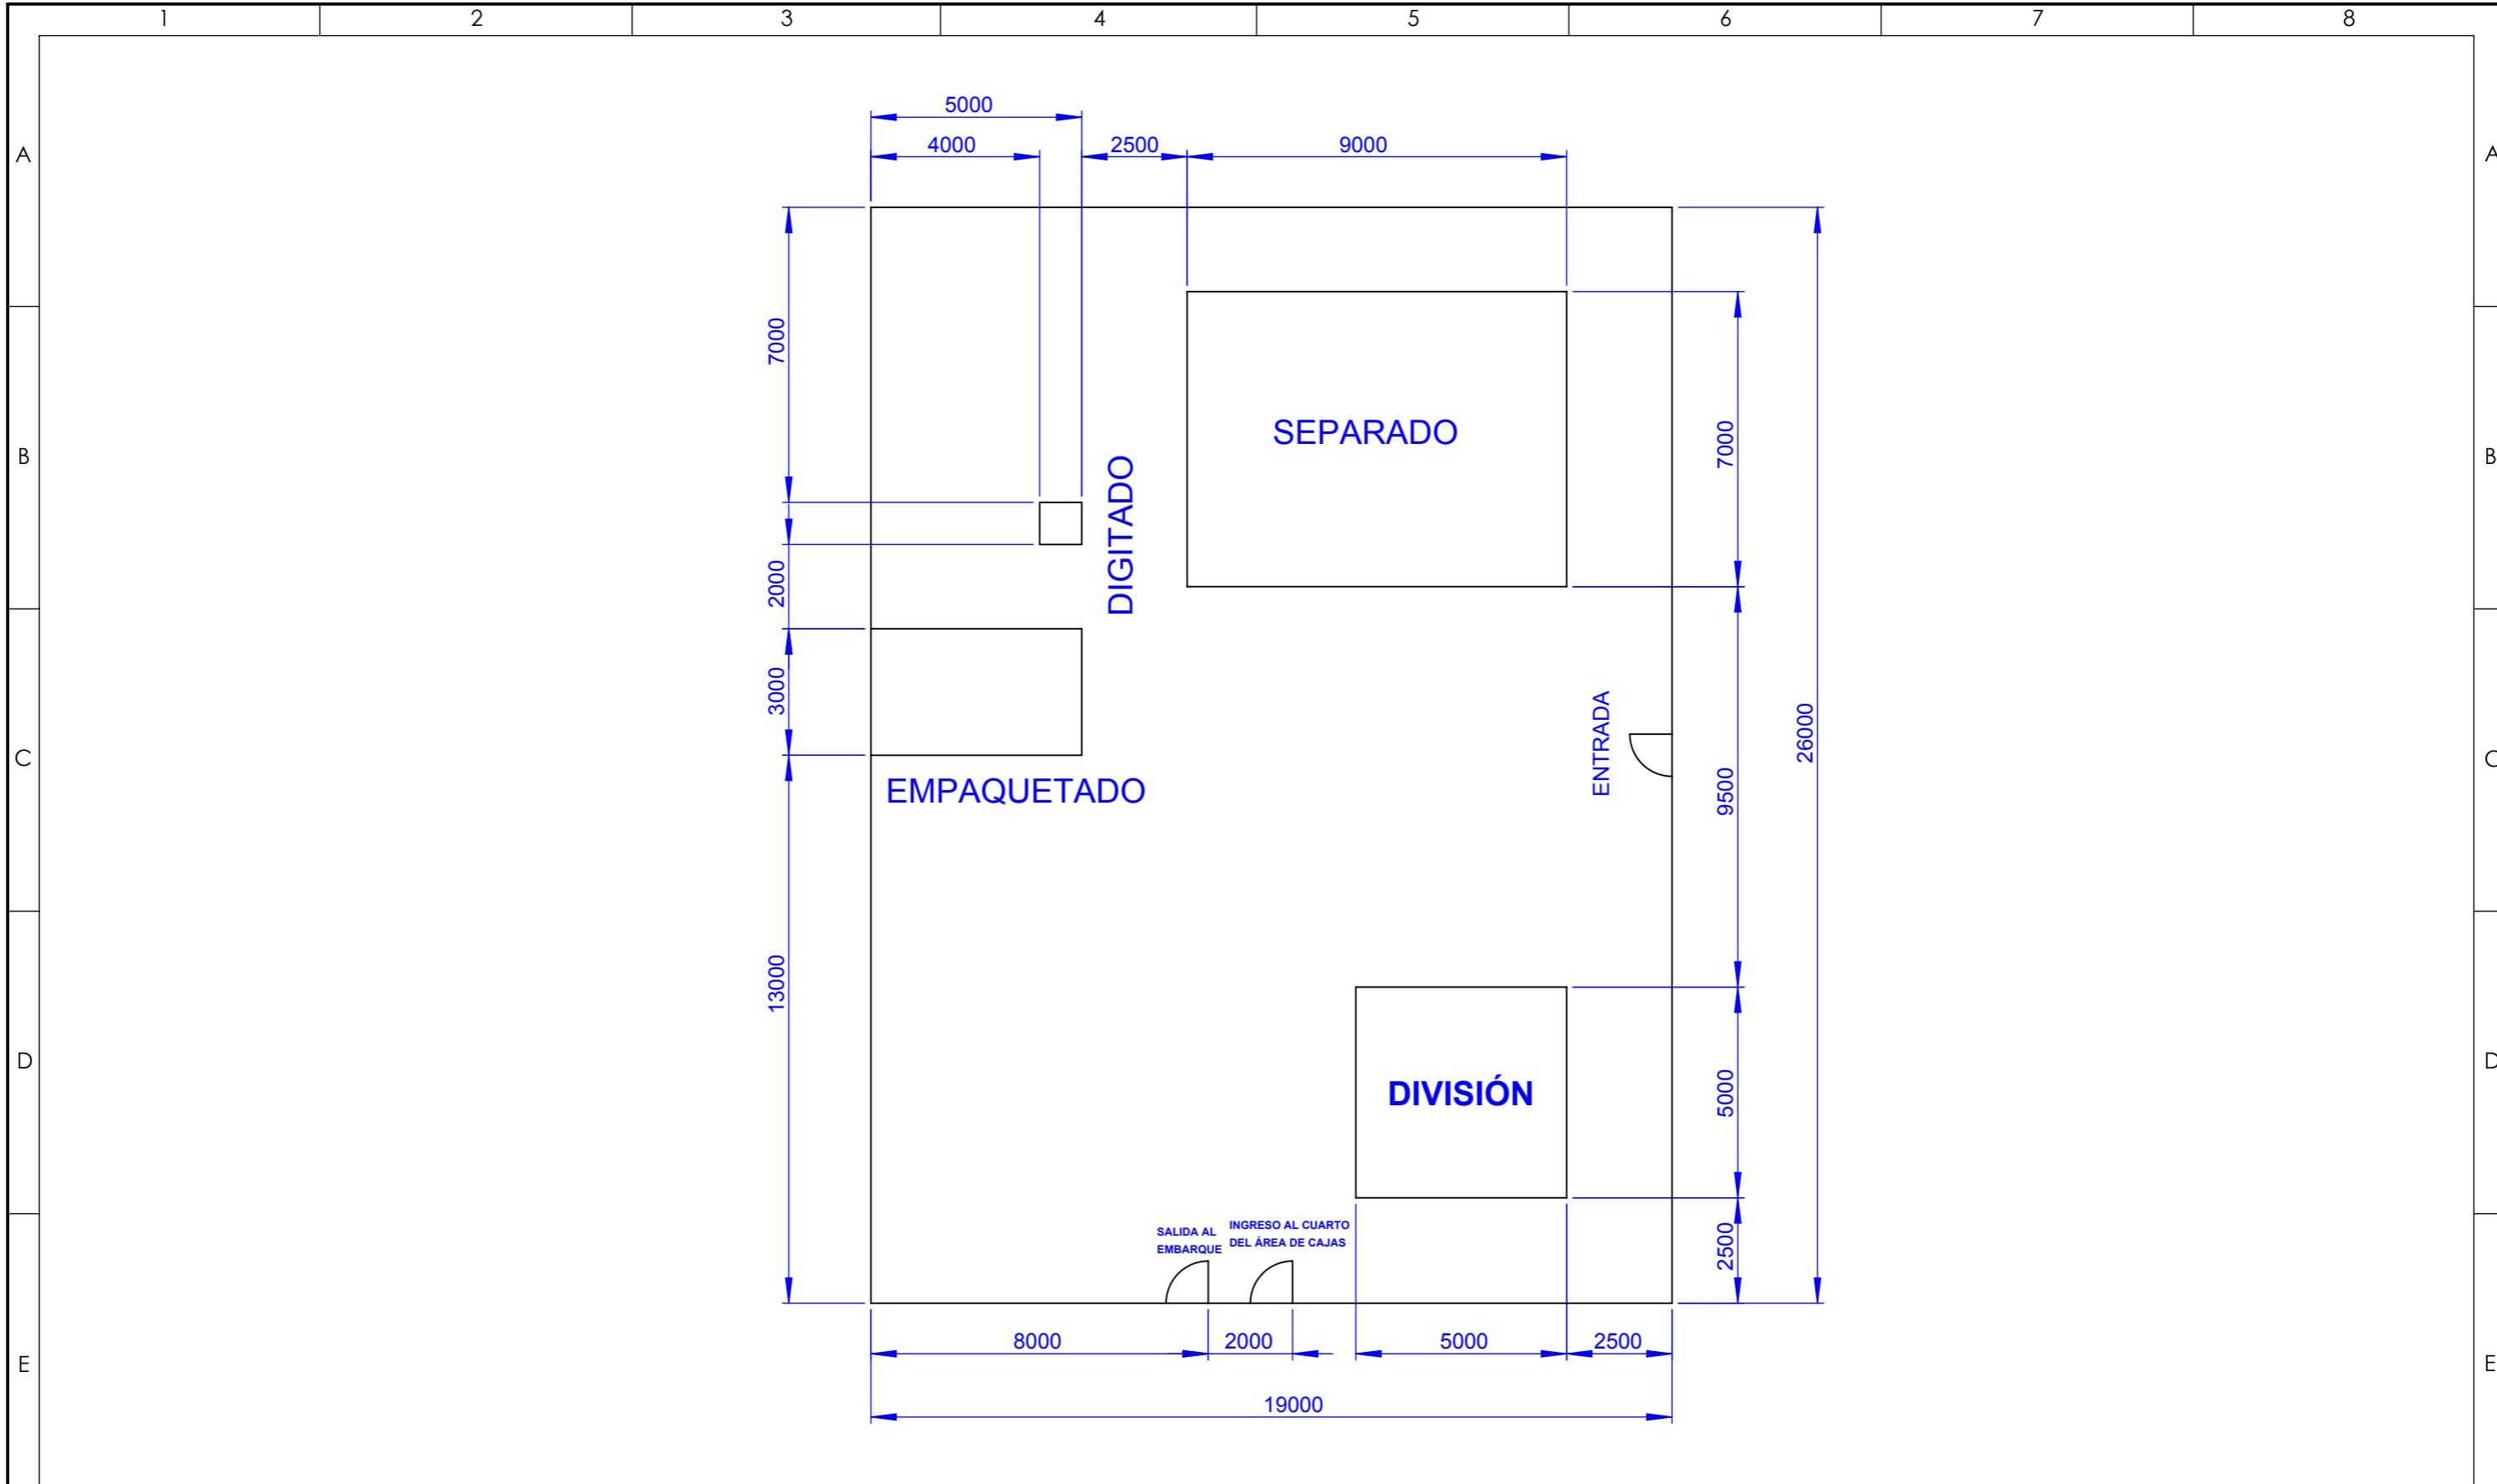 1 2 3 4 5 6 7 8
5000
4000 2500 9000
A A
7000
SEPARADO
7000
B B
DIGITADO
2000
3000
ENTRADA
26000
C C
EMPAQUETADO
9500
13000
D D
DIVISIÓN
5000
SALIDA AL
EMBARQUE
INGRESO AL CUARTO
DEL ÁREA DE CAJAS
2500
8000 2000 5000 2500
E E
19000